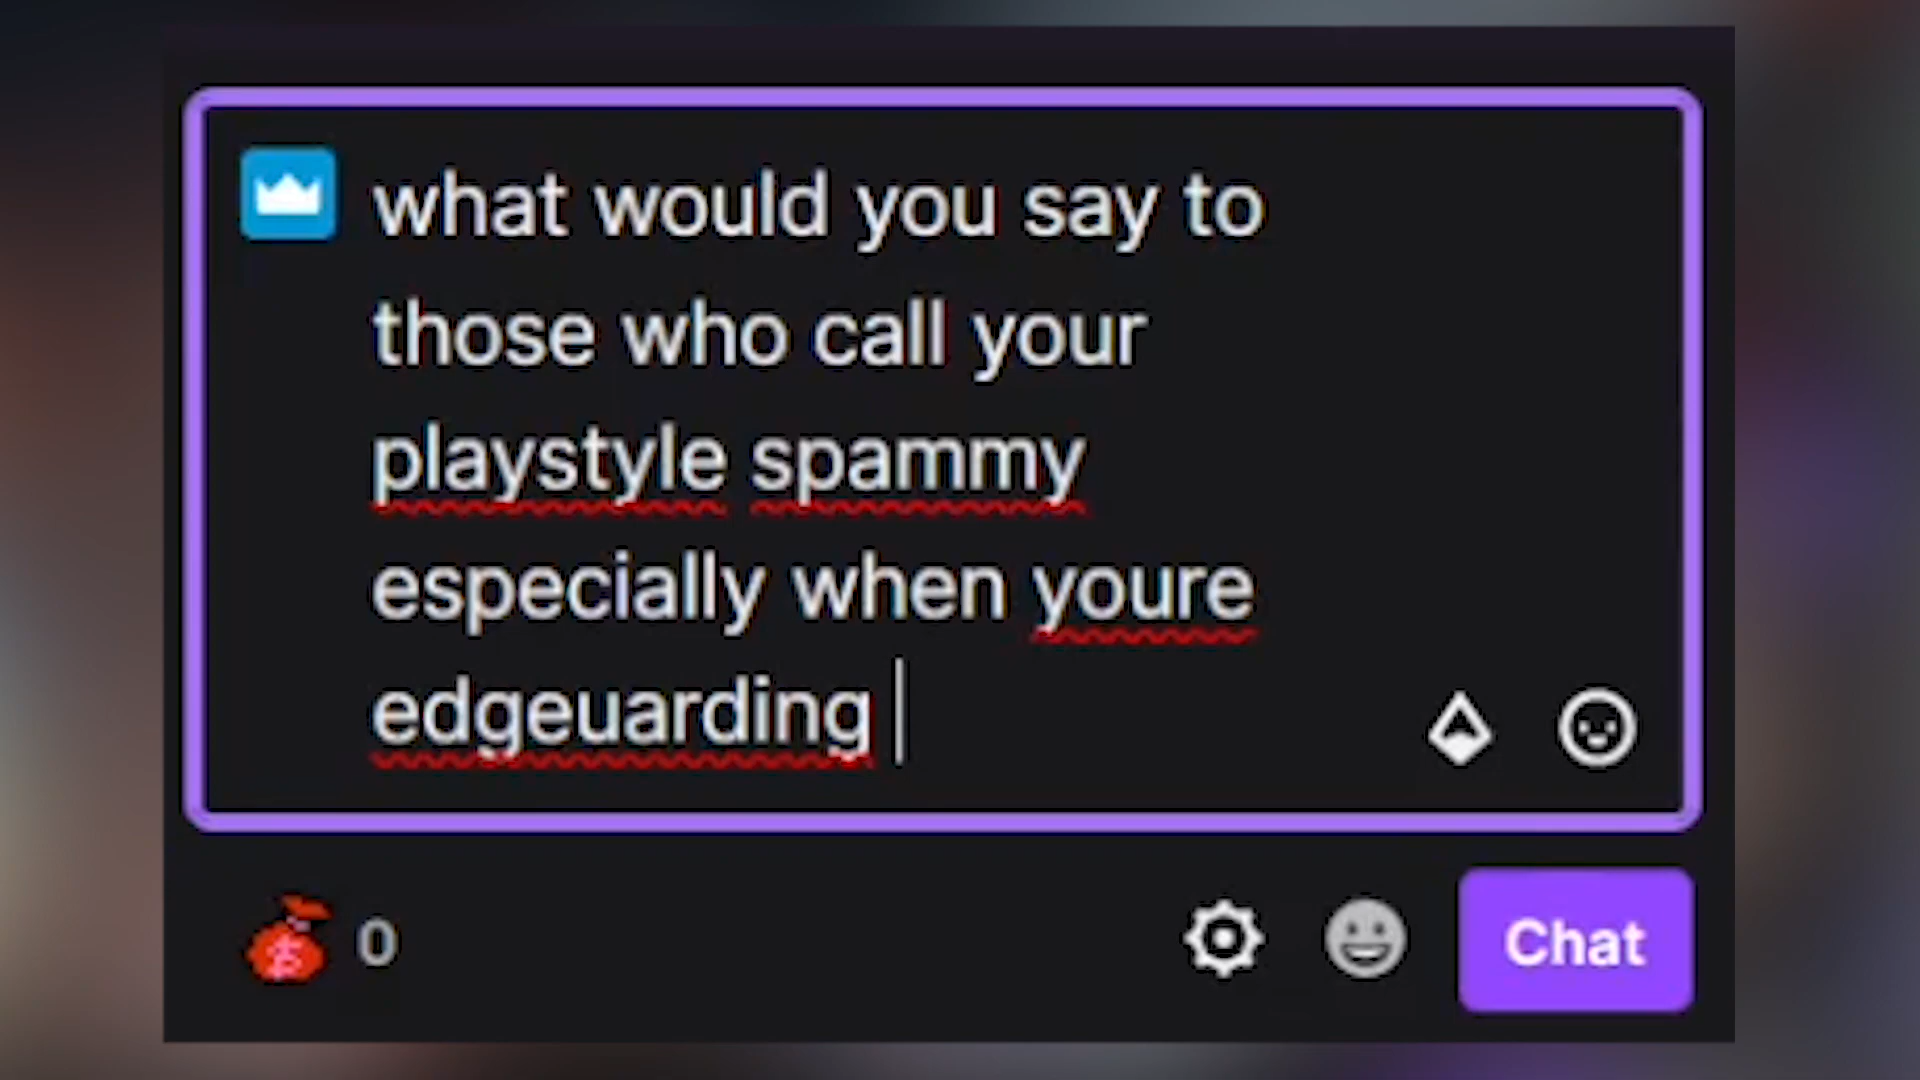 what would you say to
those who call your
playstyle spammy
especially when youre
edgeuarding
0
Chat